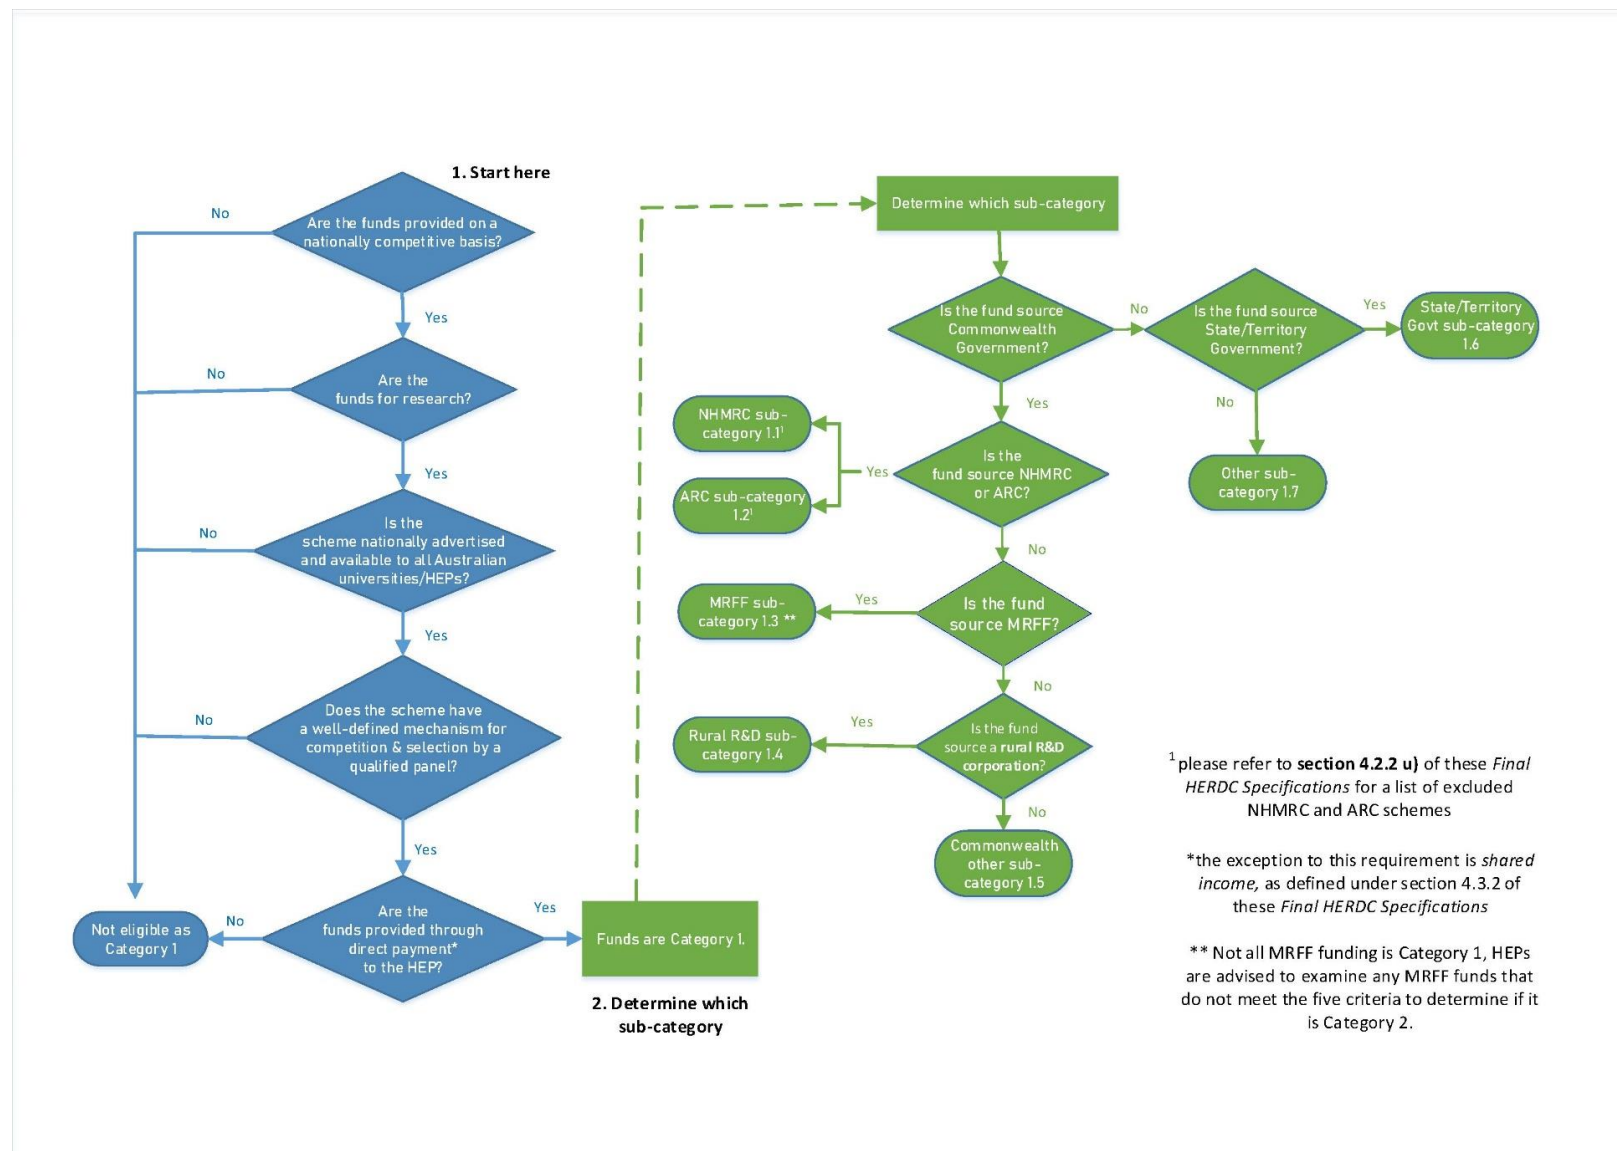 1. Start here
Are the funds provided on a
nationally competitive basis?
No
Yes
Are the
funds for research?
No
Yes
Is the
scheme nationally advertised
and available to all Australian
universities/HEPs?
No
Yes
Does the scheme have
a well-defined mechanism for
competition & selection by a
qualified panel?
No
Yes
Are the
funds provided through
direct payment*
to the HEP?
No
Not eligible as
Category 1
Yes
Funds are Category 1.
2. Determine which
sub-category
Determine which sub-category
Is the fund source
Commonwealth
Government?
No
Is the fund source
State/Territory
Government?
Yes
State/Territory
Govt sub-category
1.6
No
Other sub-
category 1.7
Yes
Is the
fund source NHMRC
or ARC?
Yes
NHMRC sub-
category 1.1¹
ARC sub-category
1.2¹
No
Is the fund
source MRFF?
Yes
MRFF sub-
category 1.3 **
No
Is the fund
source a rural R&D
corporation?
Yes
Rural R&D sub-
category 1.4
No
Commonwealth
other sub-
category 1.5
¹ please refer to section 4.2.2 u) of these Final
HERDC Specifications for a list of excluded
NHMRC and ARC schemes
*the exception to this requirement is shared
income, as defined under section 4.3.2 of
these Final HERDC Specifications
** Not all MRFF funding is Category 1, HEPs
are advised to examine any MRFF funds that
do not meet the five criteria to determine if it
is Category 2.